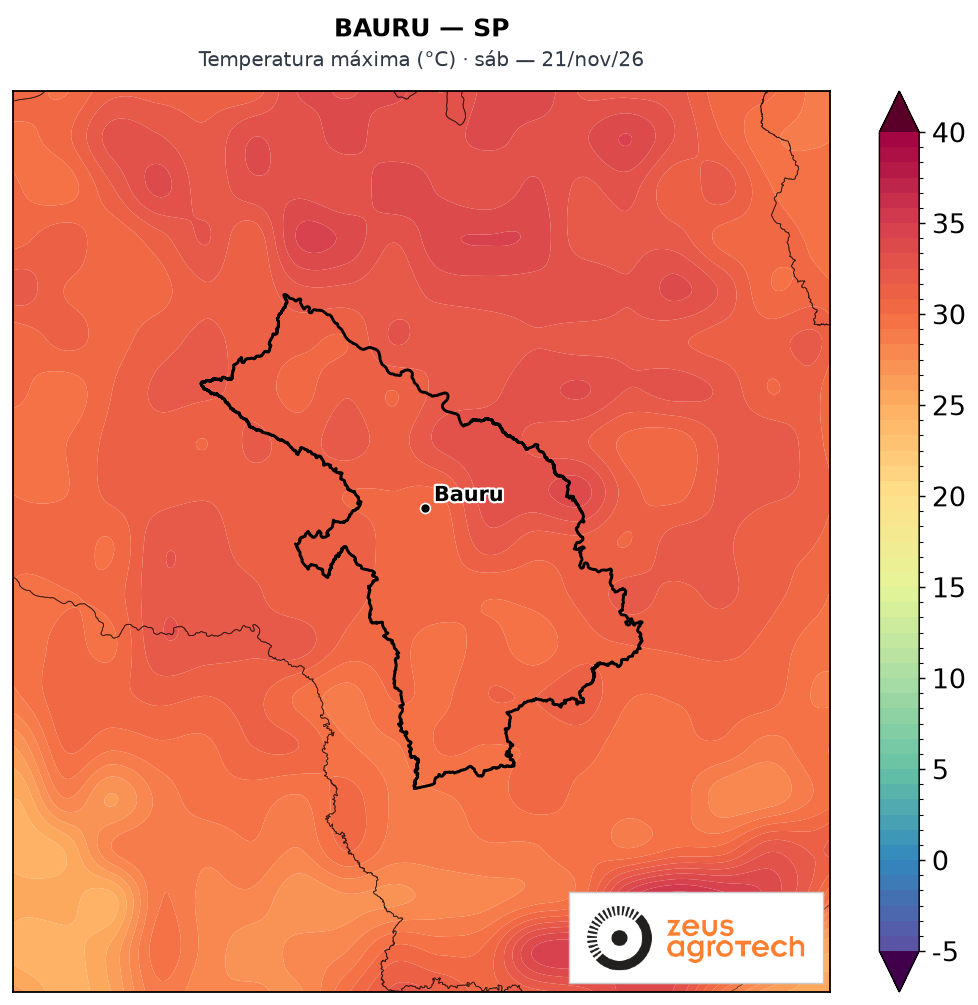 BAURU — SP
Temperatura máxima (°C) · sáb — 21/nov/26
Bauru
40
35
30
25
20
15
10
5
0
-5
zeus
agrotech